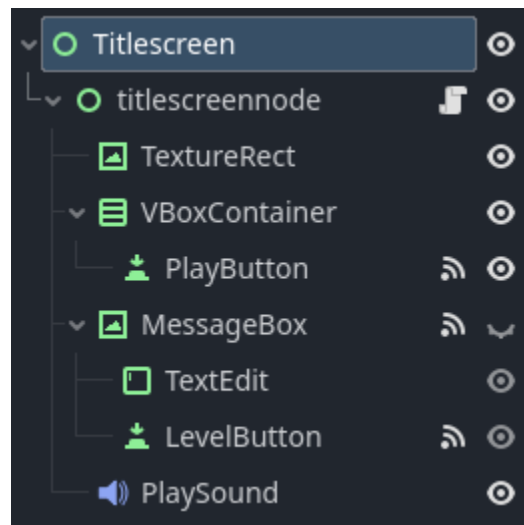 Titlescreen
titlescreennode
TextureRect
VBoxContainer
PlayButton
MessageBox
TextEdit
LevelButton
PlaySound